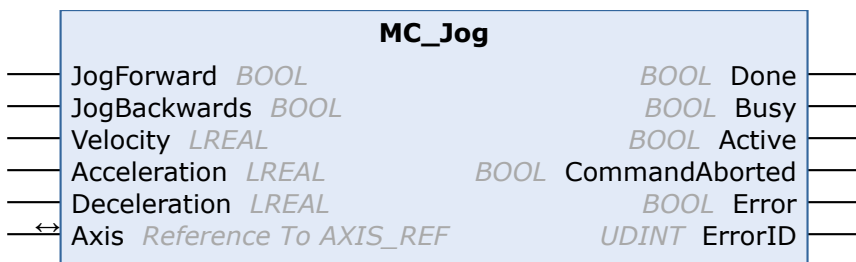 MC_Jog
JogForward BOOL BOOL Done
JogBackwards BOOL BOOL Busy
Velocity LREAL BOOL Active
Acceleration LREAL BOOL CommandAborted
Deceleration LREAL BOOL Error
↔ Axis Reference To AXIS_REF UDINT ErrorID